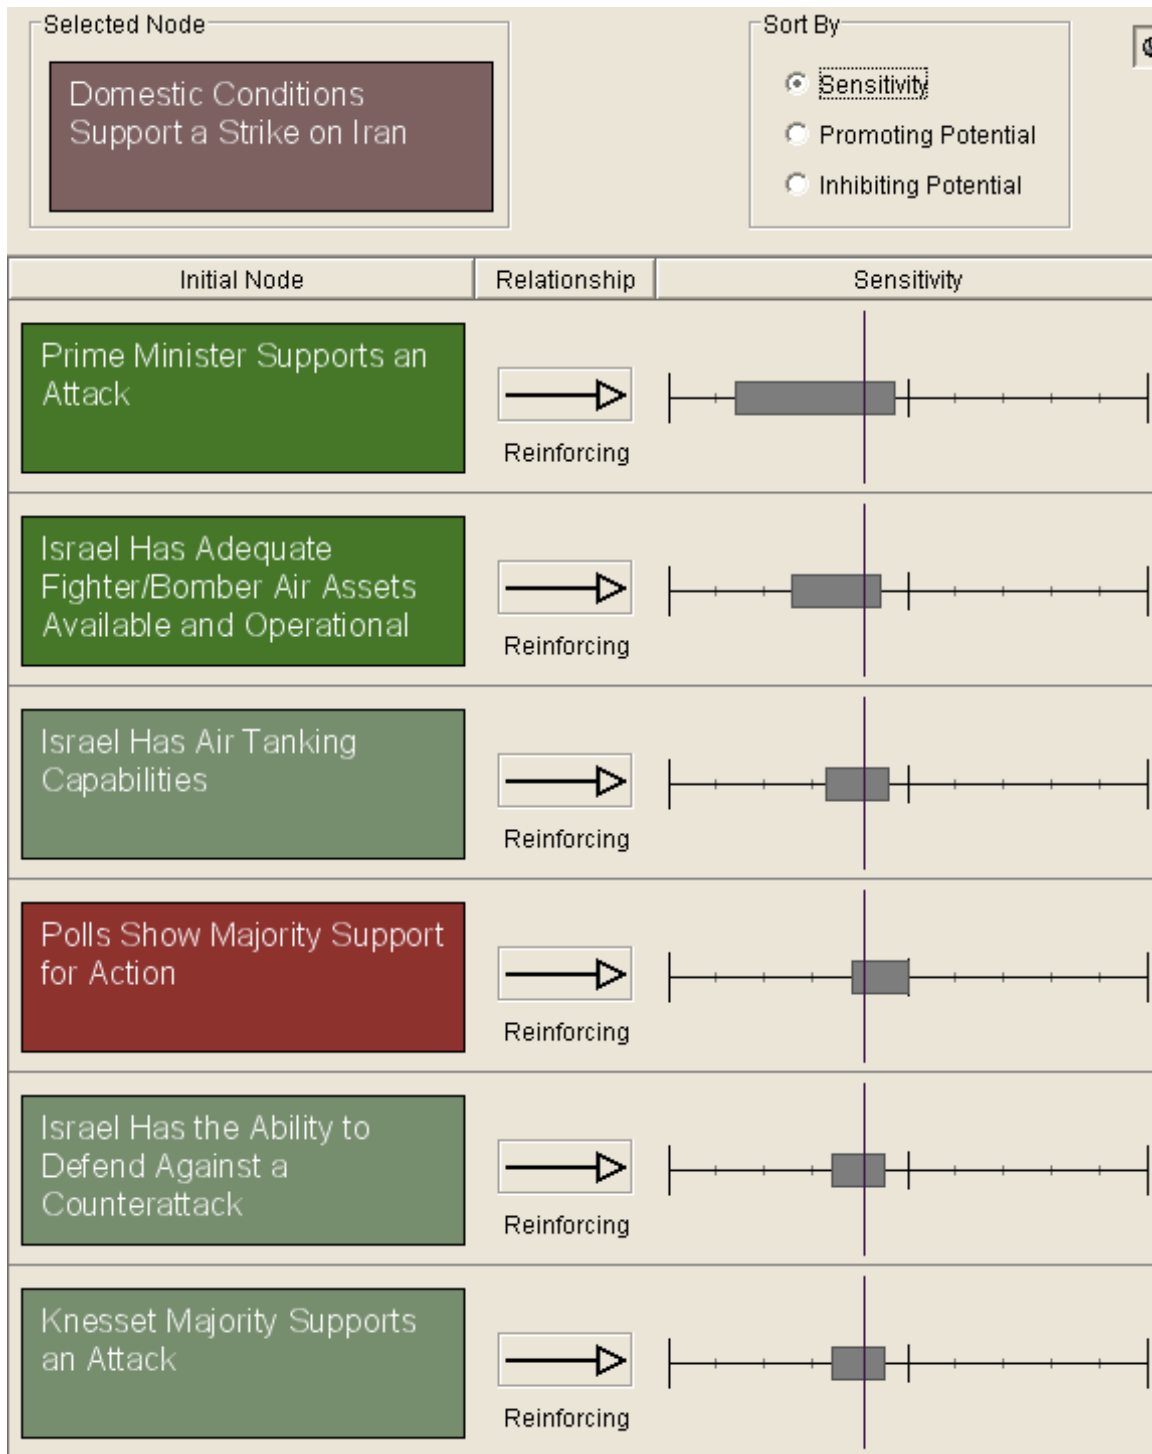 Selected Node
Sort By
Domestic Conditions
Support a Strike on Iran
Sensitivity
Promoting Potential
Inhibiting Potential
Initial Node
Relationship
Sensitivity
Prime Minister Supports an
Attack
Reinforcing
Israel Has Adequate
Fighter/Bomber Air Assets
Available and Operational
Reinforcing
Israel Has Air Tanking
Capabilities
Reinforcing
Polls Show Majority Support
for Action
Reinforcing
Israel Has the Ability to
Defend Against a
Counterattack
Reinforcing
Knesset Majority Supports
an Attack
Reinforcing